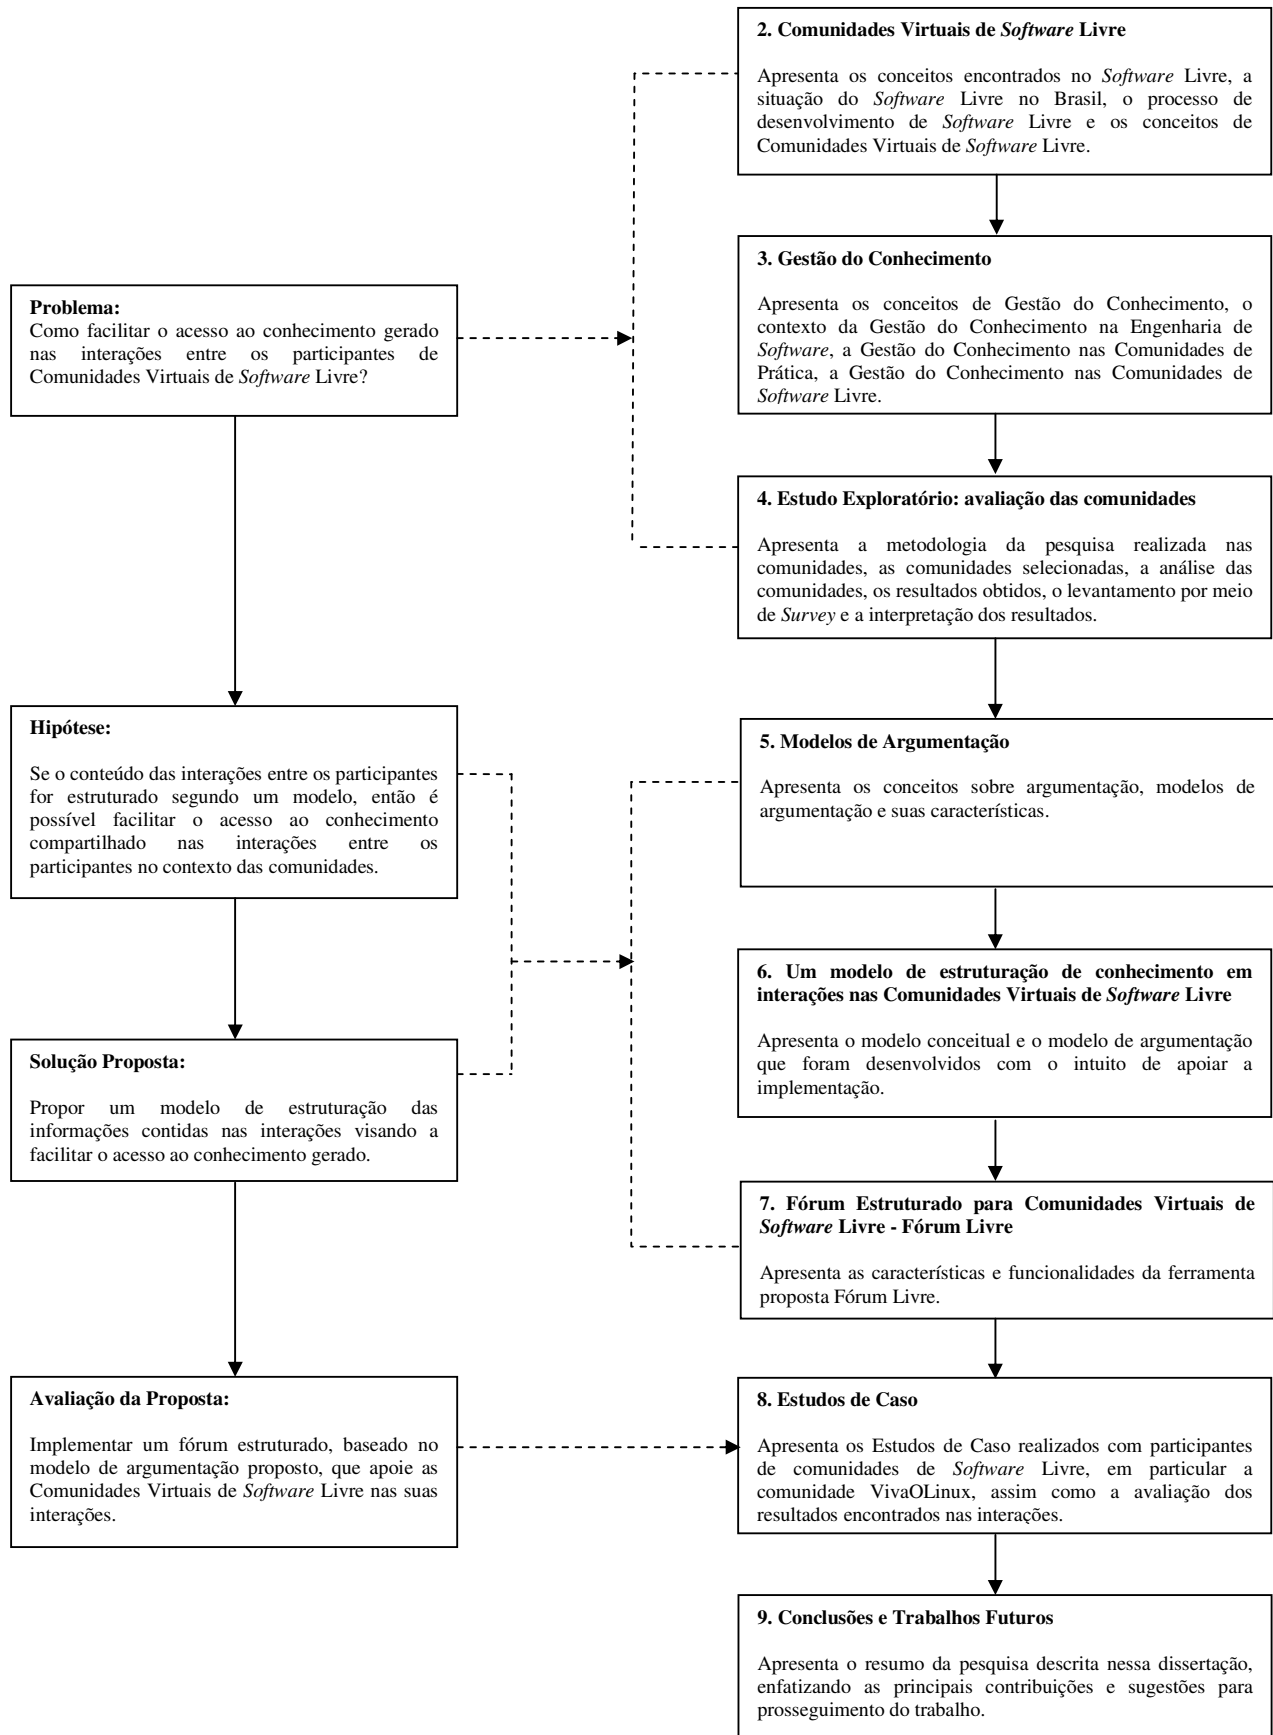 2. Comunidades Virtuais de Software Livre
Apresenta os conceitos encontrados no Software Livre, a
situação do Software Livre no Brasil, o processo de
desenvolvimento de Software Livre e os conceitos de
Comunidades Virtuais de Software Livre.
3. Gestão do Conhecimento
Apresenta os conceitos de Gestão do Conhecimento, o
contexto da Gestão do Conhecimento na Engenharia de
Software, a Gestão do Conhecimento nas Comunidades de
Prática, a Gestão do Conhecimento nas Comunidades de
Software Livre.
Problema:
Como facilitar o acesso ao conhecimento gerado
nas interações entre os participantes de
Comunidades Virtuais de Software Livre?
4. Estudo Exploratório: avaliação das comunidades
Apresenta a metodologia da pesquisa realizada nas
comunidades, as comunidades selecionadas, a análise das
comunidades, os resultados obtidos, o levantamento por meio
de Survey e a interpretação dos resultados.
Hipótese:
Se o conteúdo das interações entre os participantes
for estruturado segundo um modelo, então é
possível facilitar o acesso ao conhecimento
compartilhado nas interações entre os
participantes no contexto das comunidades.
5. Modelos de Argumentação
Apresenta os conceitos sobre argumentação, modelos de
argumentação e suas características.
6. Um modelo de estruturação de conhecimento em
interações nas Comunidades Virtuais de Software Livre
Apresenta o modelo conceitual e o modelo de argumentação
que foram desenvolvidos com o intuito de apoiar a
implementação.
Solução Proposta:
Propor um modelo de estruturação das
informações contidas nas interações visando a
facilitar o acesso ao conhecimento gerado.
7. Fórum Estruturado para Comunidades Virtuais de
Software Livre - Fórum Livre
Apresenta as características e funcionalidades da ferramenta
proposta Fórum Livre.
Avaliação da Proposta:
Implementar um fórum estruturado, baseado no
modelo de argumentação proposto, que apoie as
Comunidades Virtuais de Software Livre nas suas
interações.
8. Estudos de Caso
Apresenta os Estudos de Caso realizados com participantes
de comunidades de Software Livre, em particular a
comunidade VivaOLinux, assim como a avaliação dos
resultados encontrados nas interações.
9. Conclusões e Trabalhos Futuros
Apresenta o resumo da pesquisa descrita nessa dissertação,
enfatizando as principais contribuições e sugestões para
prosseguimento do trabalho.